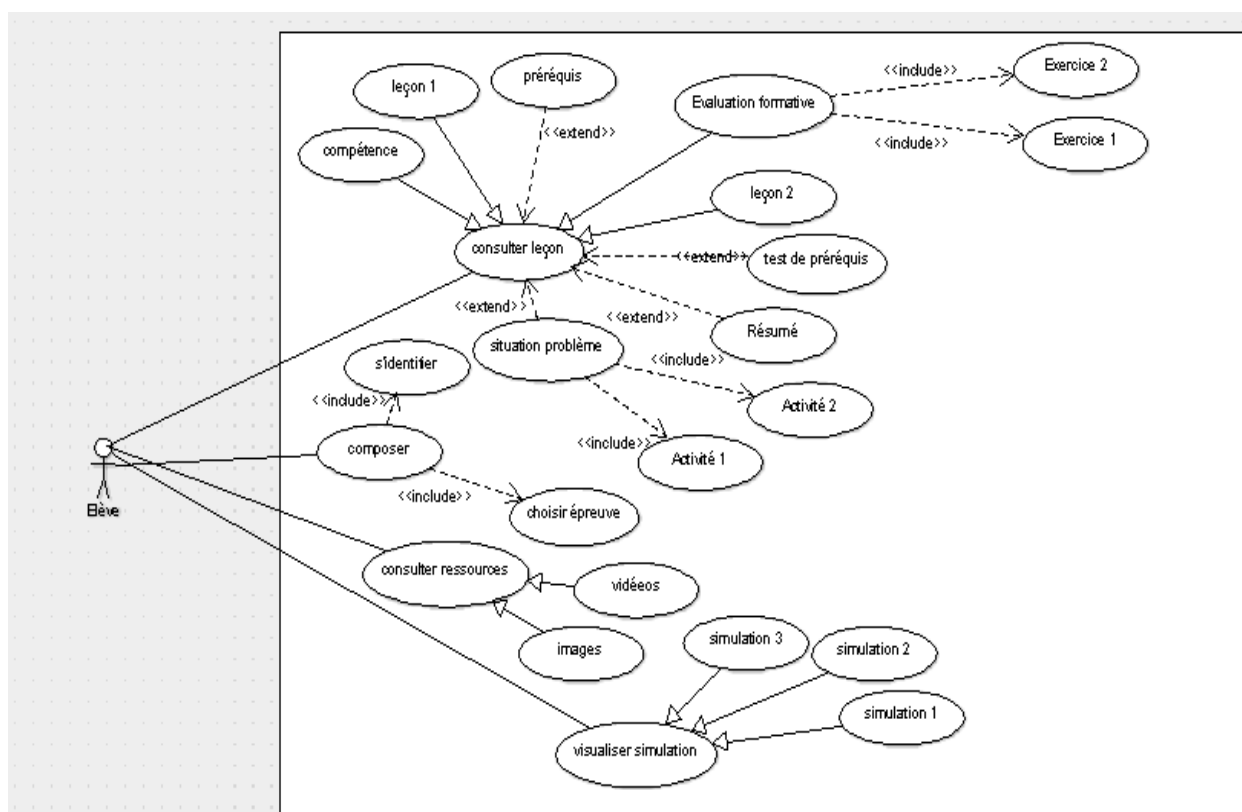 leçon 1
préréquis
<<include>>
Exercice 2
Evaluation formative
<<extend>>
<<include>>
Exercice 1
compétence
leçon 2
consulter leçon
<<extend>>
test de préréquis
<<extend>>
<<extend>>
Résumé
situation problème
<<include>>
s'identifier
<<include>>
Activité 2
composer
<<include>>
Activité 1
<<include>>
choisir épreuve
Elève
consulter ressources
vidéeos
images
simulation 3
simulation 2
simulation 1
visualiser simulation